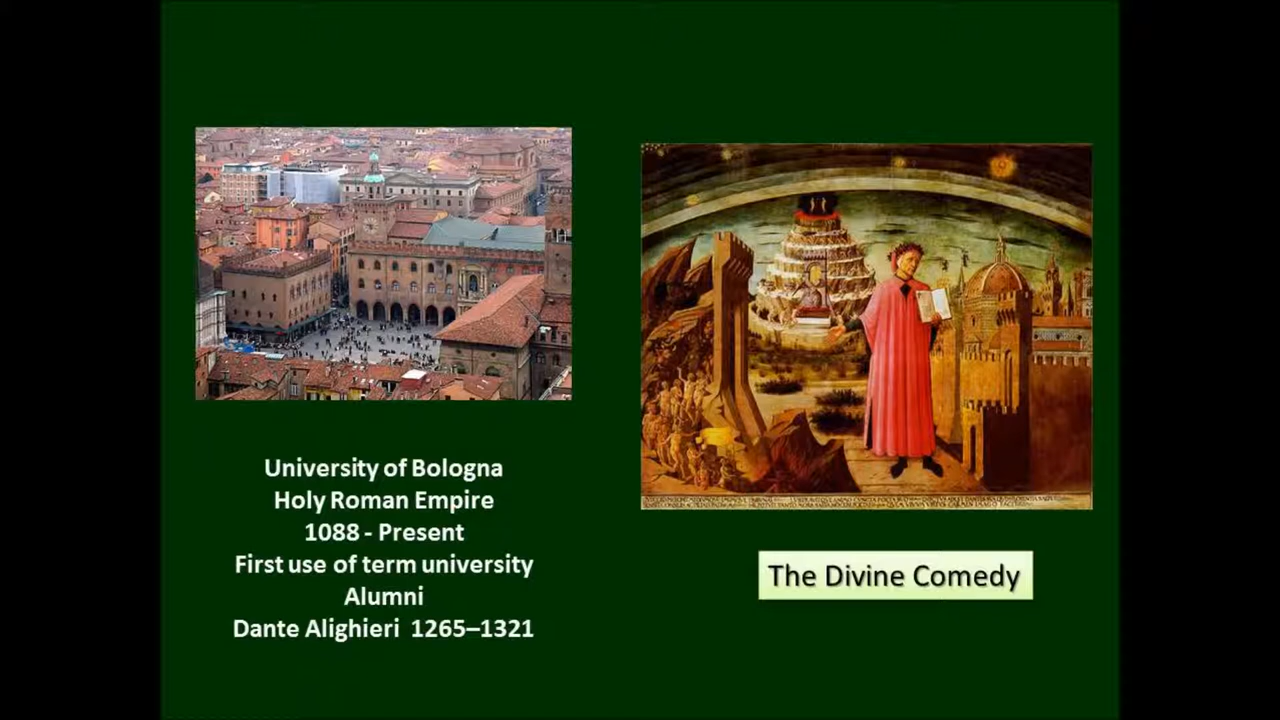 University of Bologna
Holy Roman Empire
1088 - Present
First use of term university
Alumni
Dante Alighieri 1265–1321
The Divine Comedy